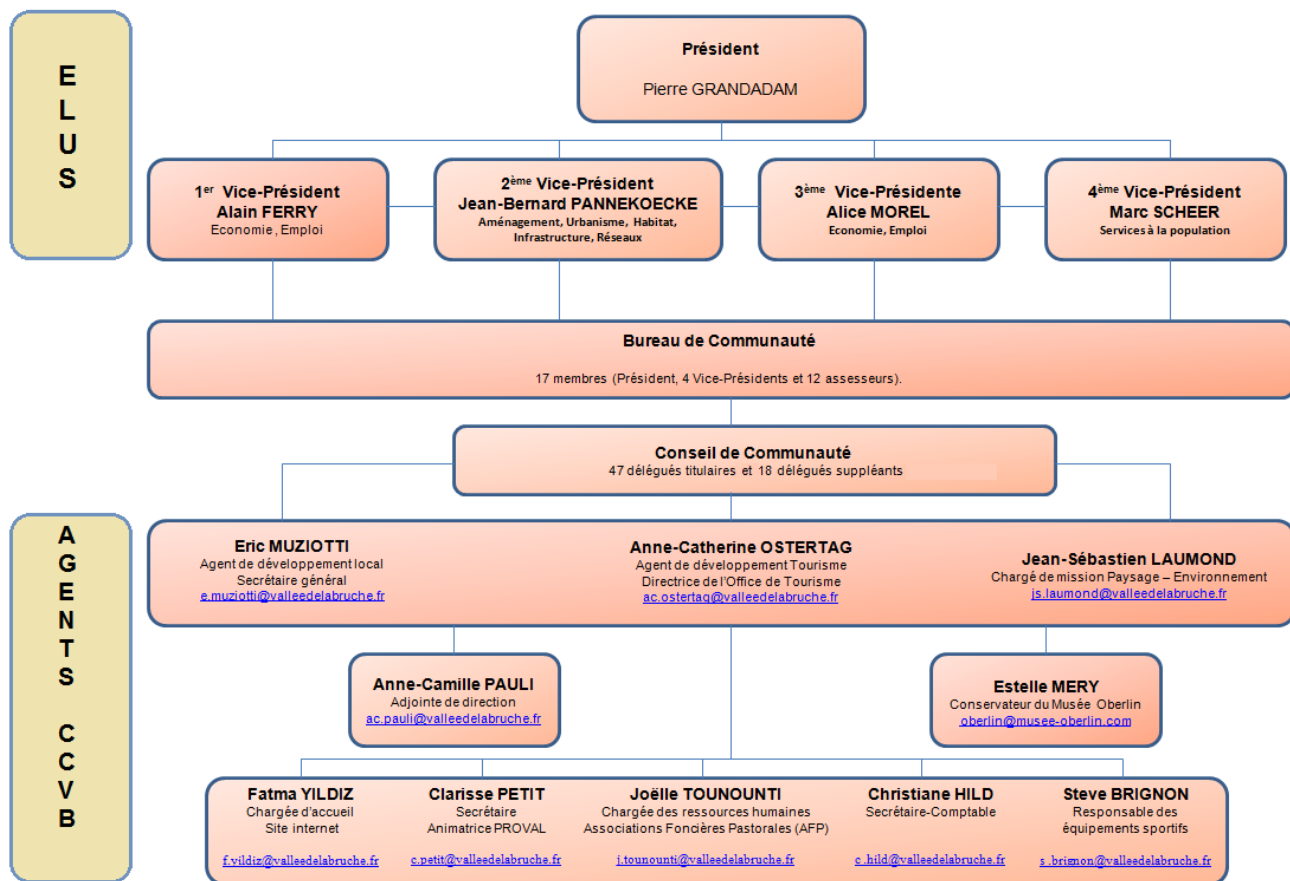 ELUS
Président
Pierre GRANDADAM
1er Vice-Président
Alain FERRY
Economie, Emploi
2ème Vice-Président
Jean-Bernard PANNEKOECKE
Aménagement, Urbanisme, Habitat,
Infrastructure, Réseaux
3ème Vice-Présidente
Alice MOREL
Economie, Emploi
4ème Vice-Président
Marc SCHEER
Services à la population
Bureau de Communauté
17 membres (Président, 4 Vice-Présidents et 12 assesseurs).
Conseil de Communauté
47 délégués titulaires et 18 délégués suppléants
AGENTS CCVB
Eric MUZIOTTI
Agent de développement local
Secrétaire général
e.muziotti@valleedelabruche.fr
Anne-Catherine OSTERTAG
Agent de développement Tourisme
Directrice de l'Office de Tourisme
ac.ostertag@valleedelabruche.fr
Jean-Sébastien LAUMOND
Chargé de mission Paysage – Environnement
js.laumond@valleedelabruche.fr
Anne-Camille PAULI
Adjointe de direction
ac.pauli@valleedelabruche.fr
Estelle MERY
Conservateur du Musée Oberlin
oberlin@musee-oberlin.com
Fatma YILDIZ
Chargée d'accueil
Site internet
f.yildiz@valleedelabruche.fr
Clarisse PETIT
Secrétaire
Animatrice PROVAL
c.petit@valleedelabruche.fr
Joëlle TOUNOUNTI
Chargée des ressources humaines
Associations Foncières Pastorales (AFP)
j.tounounti@valleedelabruche.fr
Christiane HILD
Secrétaire-Comptable
c.hild@valleedelabruche.fr
Steve BRIGNON
Responsable des
équipements sportifs
s.brignon@valleedelabruche.fr